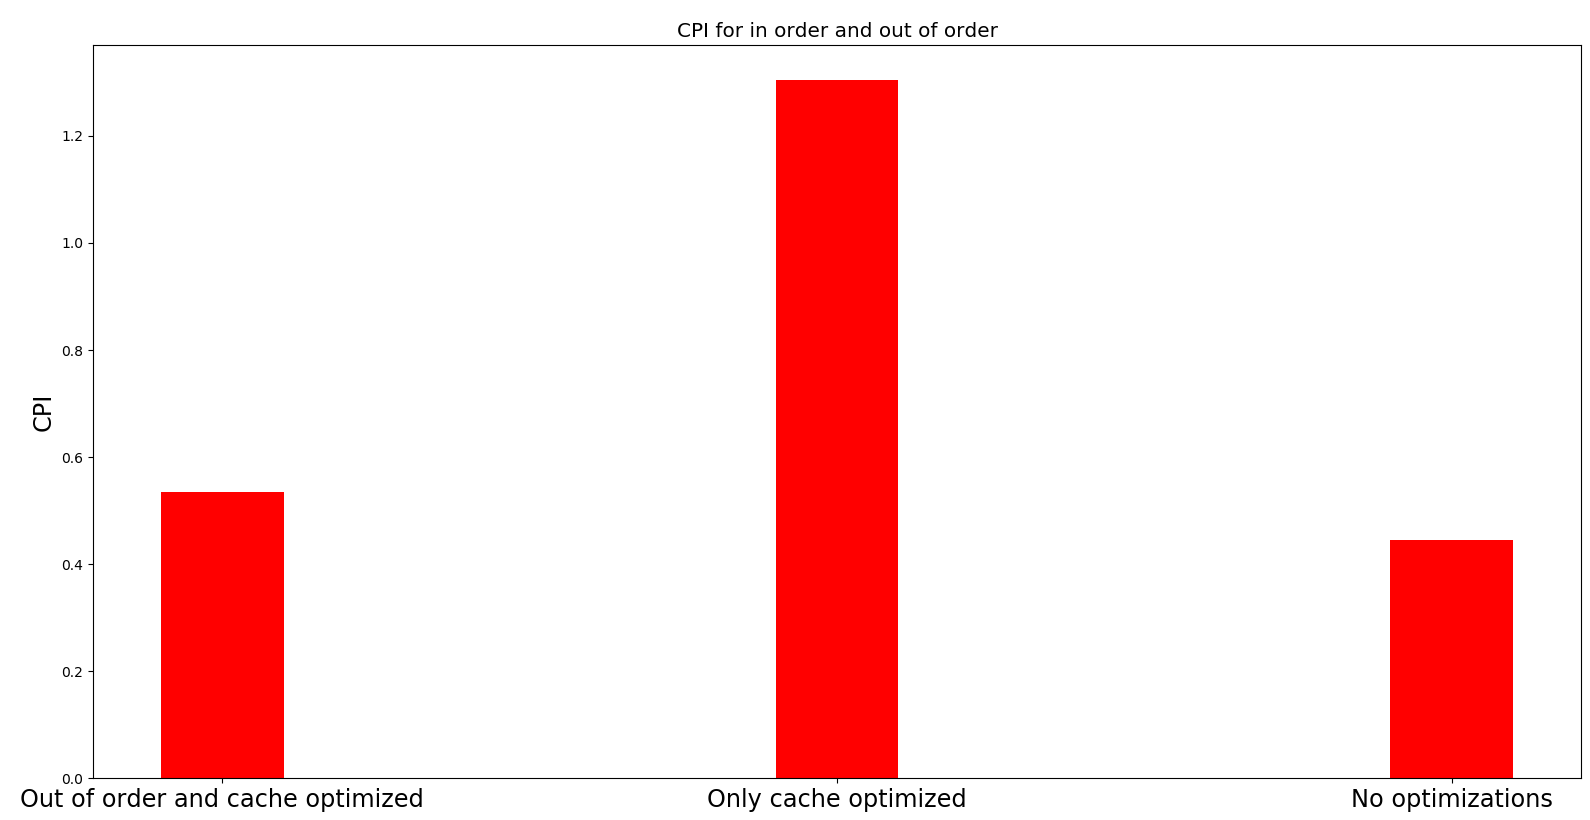 CPI for in order and out of order
1.2
1.0
0.8
0.6
0.4
0.2
0.0
CPI
Out of order and cache optimized
Only cache optimized
No optimizations